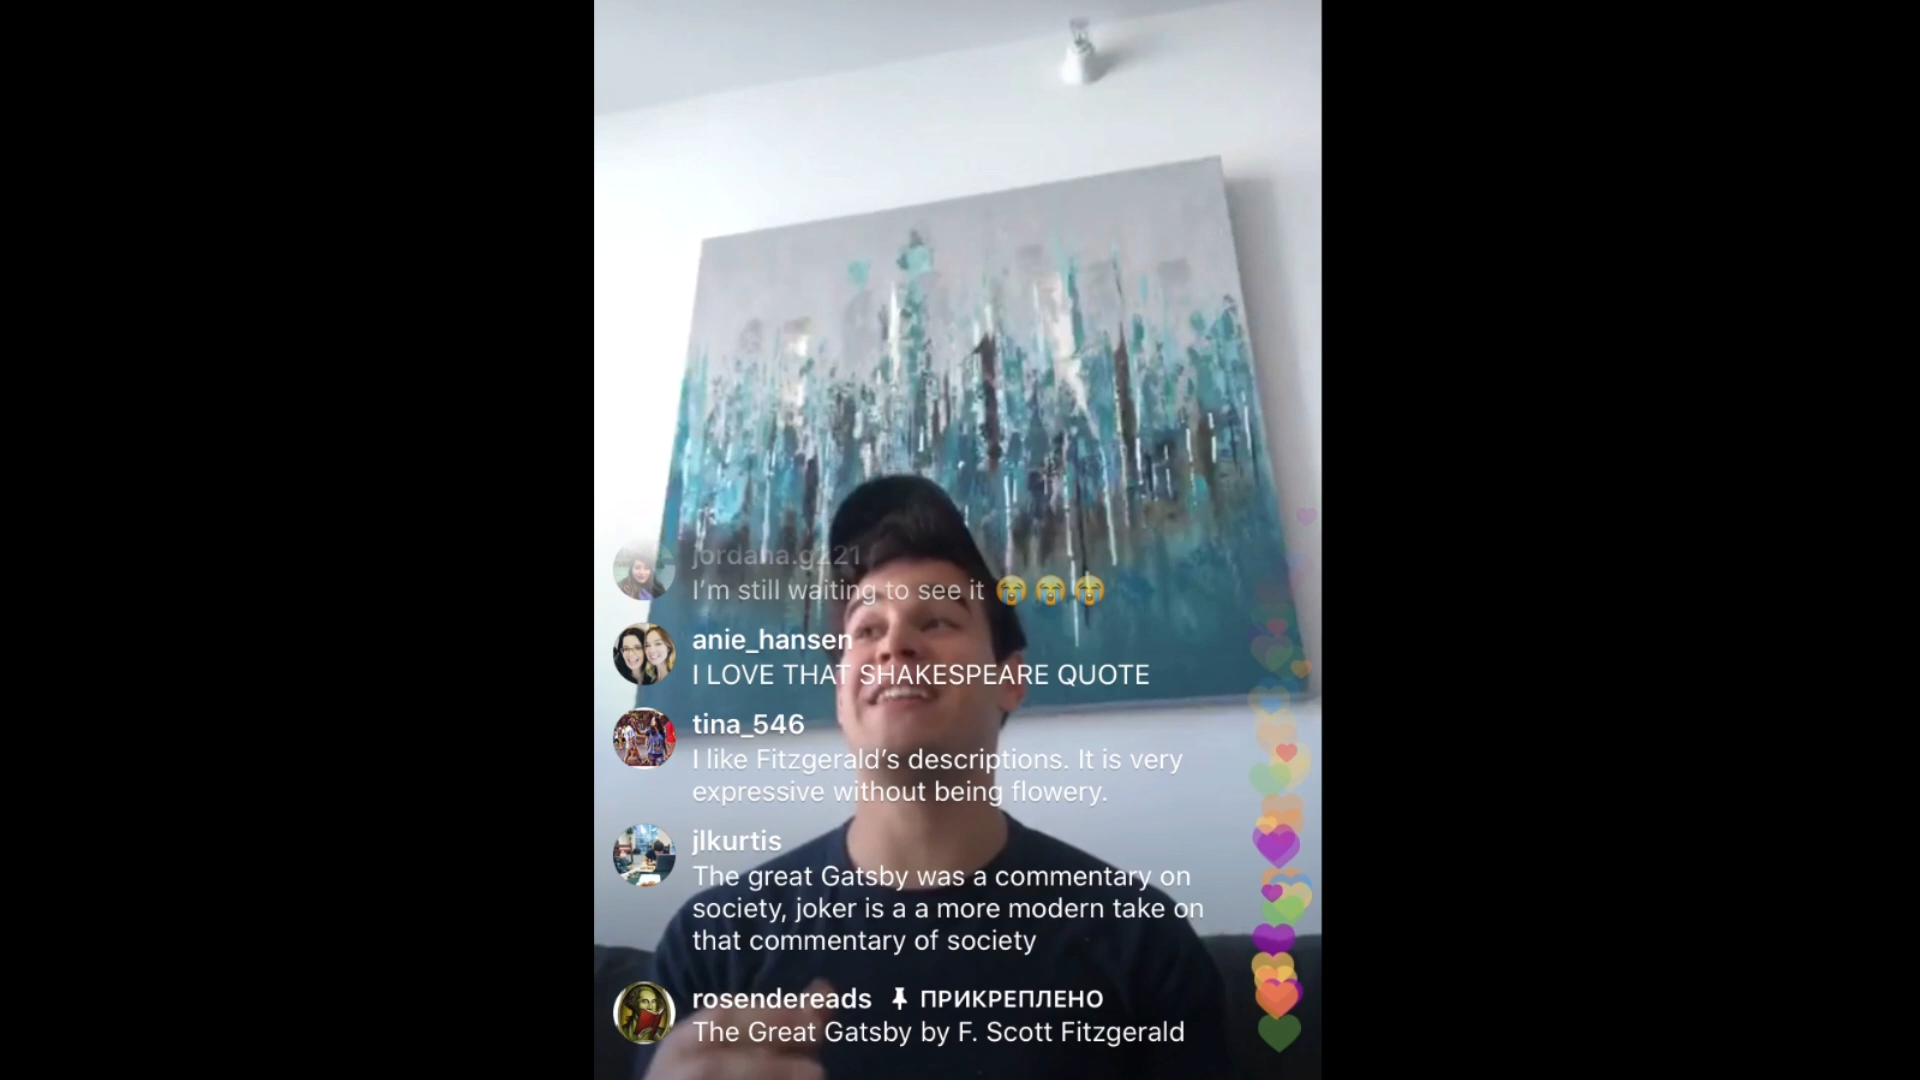 jordana.g221
I’m still waiting to see it 😭😭😭
anie_hansen
I LOVE THAT SHAKESPEARE QUOTE
tina_546
I like Fitzgerald’s descriptions. It is very
expressive without being flowery.
jlkurtis
The great Gatsby was a commentary on
society, joker is a a more modern take on
that commentary of society
rosendereads 📌 ПРИКРЕПЛЕНО
The Great Gatsby by F. Scott Fitzgerald